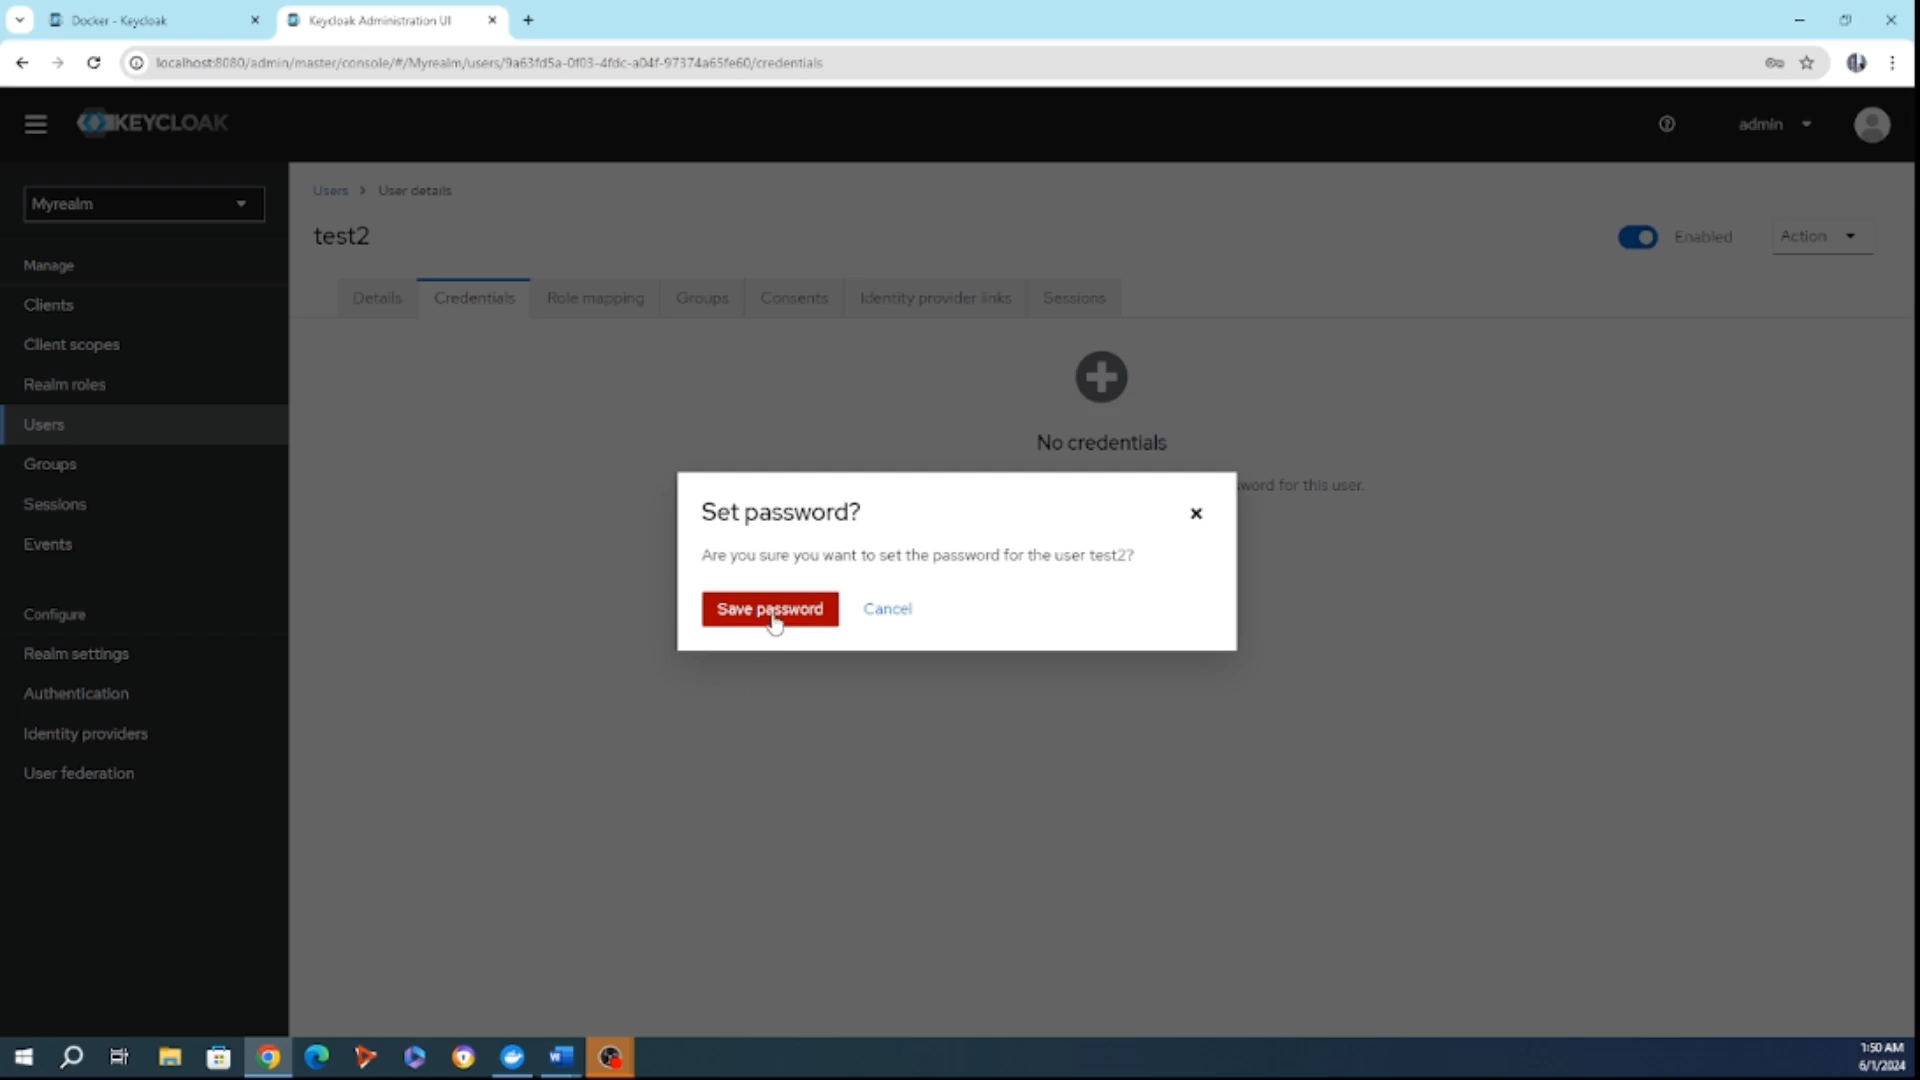 Docker - Keycloak
Keycloak Administration UI
localhost:8080/admin/master/console/#/Myrealm/users/9a63fd5a-0f03-4fdc-a04f-97374a65fe60/credentials
KEYCLOAK
admin
Myrealm
Manage
Clients
Client scopes
Realm roles
Users
Groups
Sessions
Events
Configure
Realm settings
Authentication
Identity providers
User federation
Users > User details
test2
Enabled
Action
Details Credentials Role mapping Groups Consents Identity provider links Sessions
No credentials
sword for this user.
Set password?
Are you sure you want to set the password for the user test2?
Save password Cancel
1:50 AM
6/1/2024